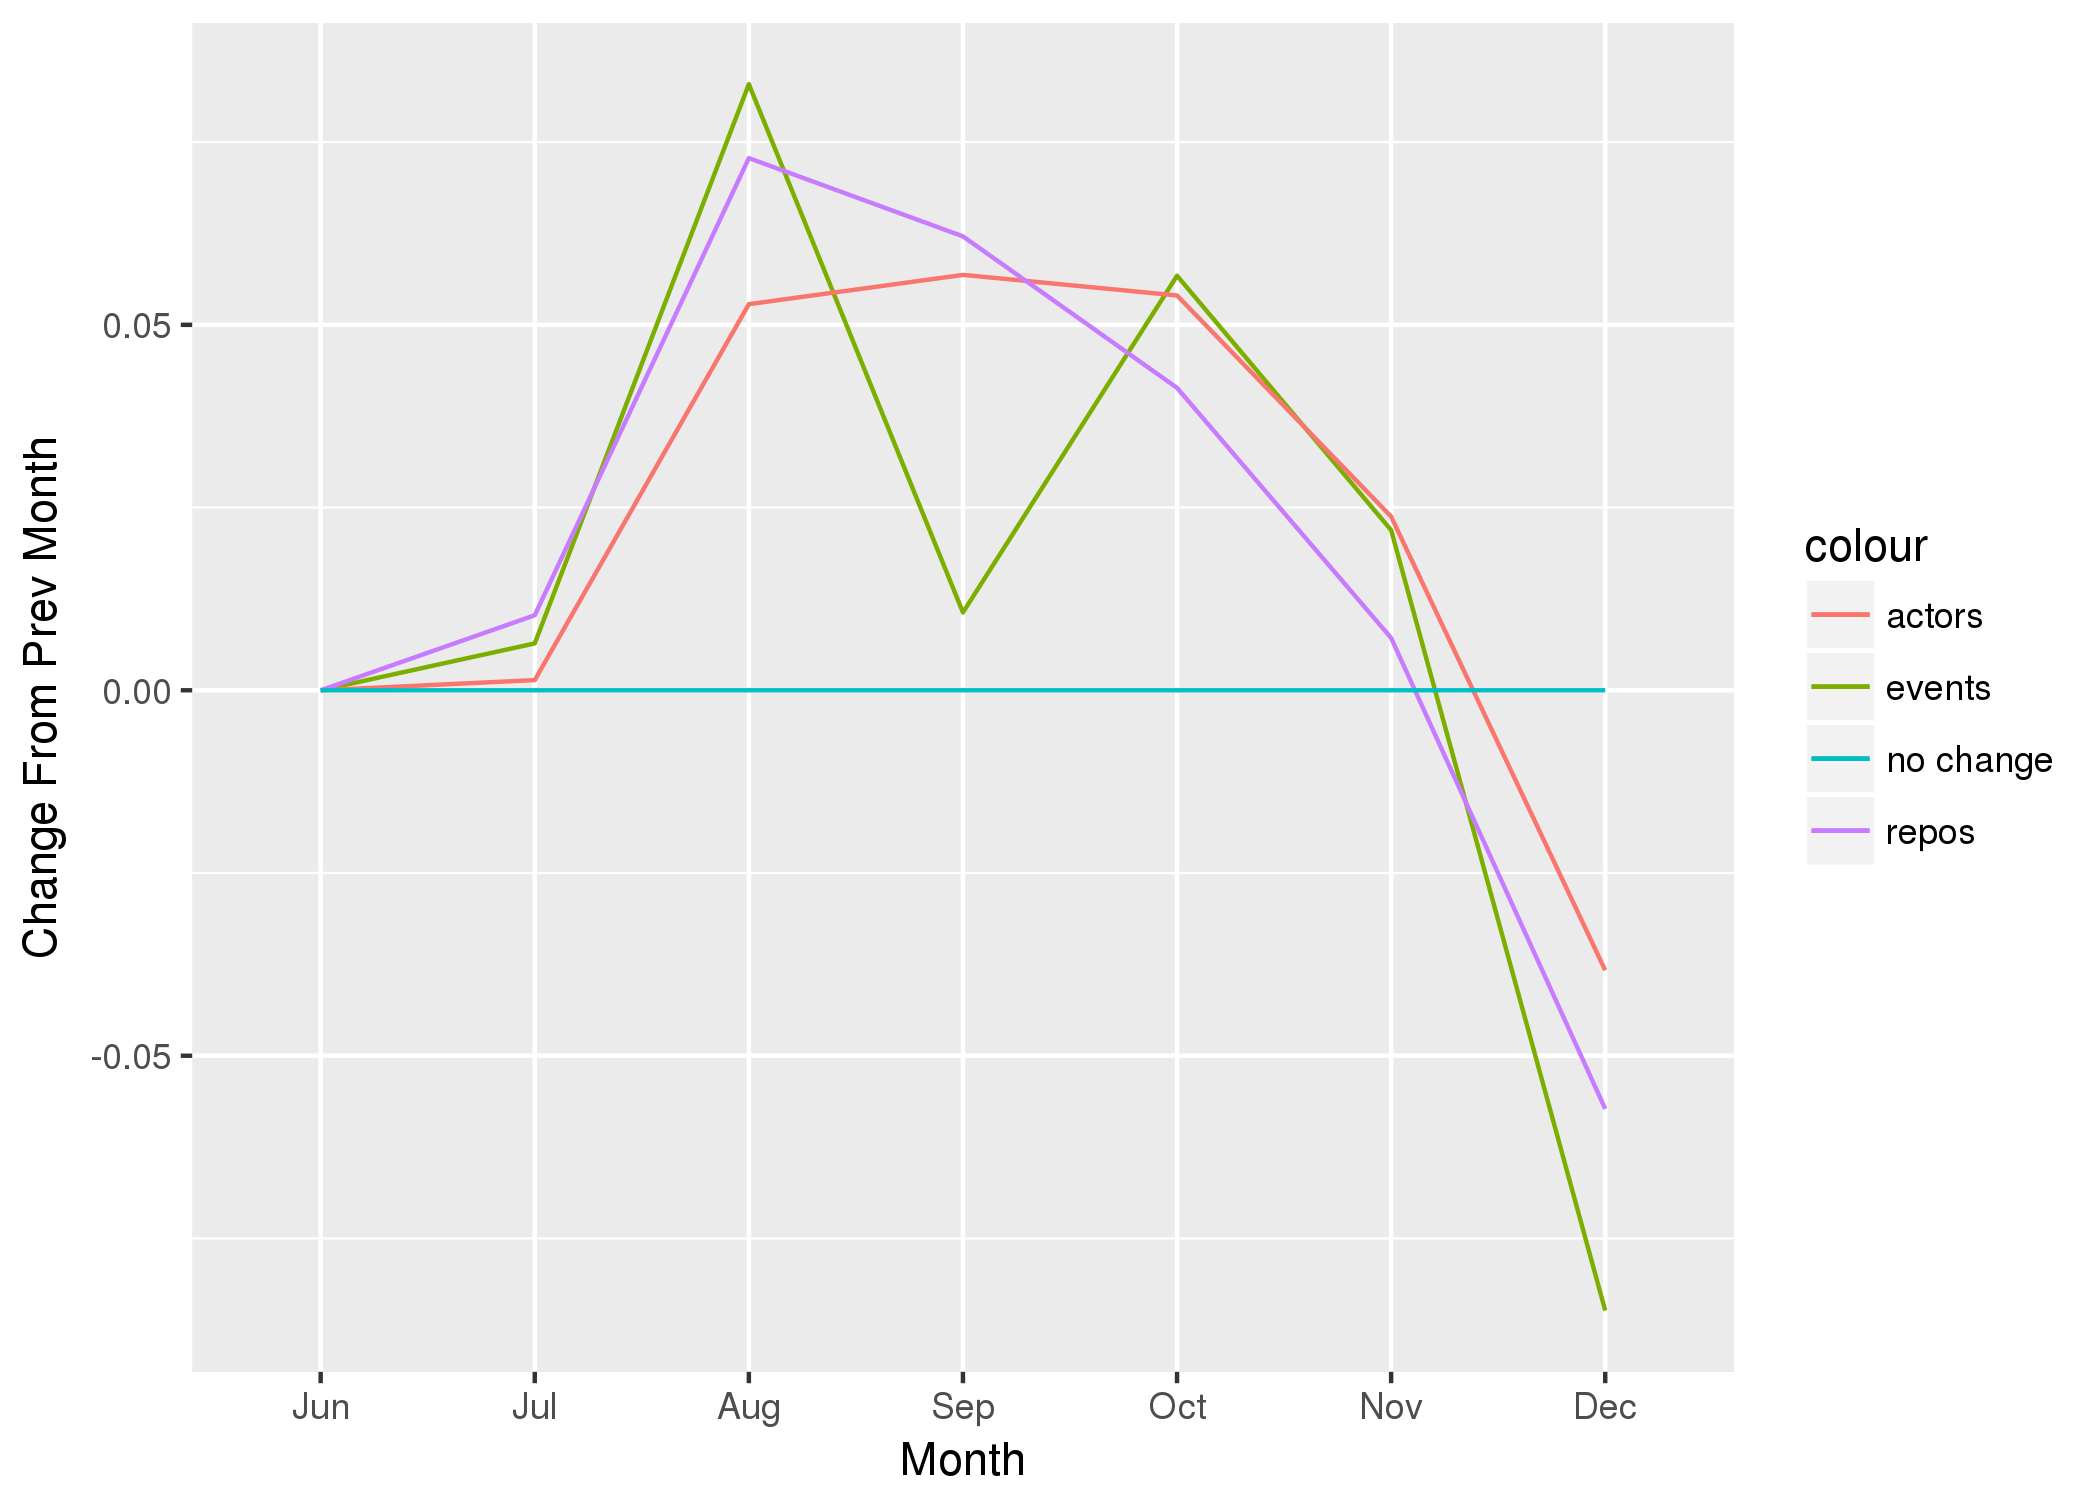 Change From Prev Month
0.05
0.00
-0.05
Jun Jul Aug Sep Oct Nov Dec
Month
colour
actors
events
no change
repos